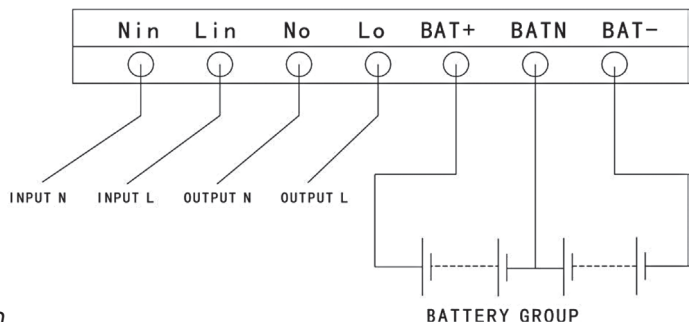 Nin Lin No Lo BAT+ BATN BAT-
INPUT N INPUT L OUTPUT N OUTPUT L
BATTERY GROUP